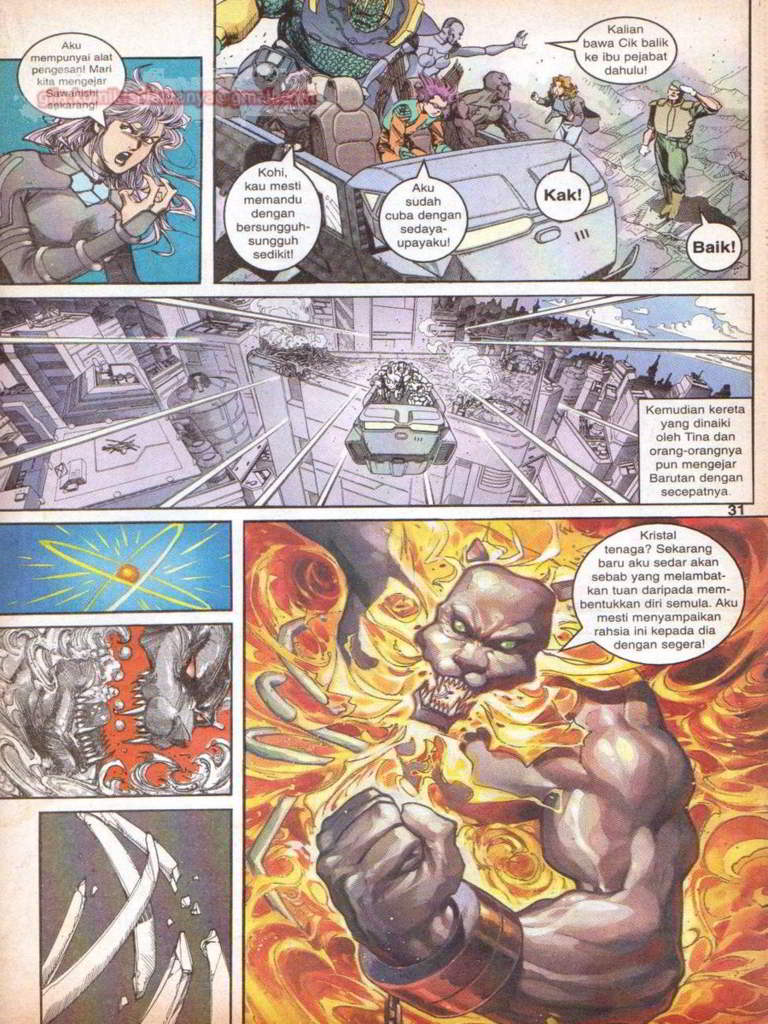 Aku
mempunyai alat
pengesan! Mari
kita mengejar
sekarang!
Kalian
bawa Cik balik
ke ibu pejabat
dahulu!
Kohi,
kau mesti
memandu
dengan
bersungguh-
sungguh
sedikit!
Aku
sudah
cuba dengan
sedaya-
upayaku!
Kak!
Baik!
Kemudian kereta
yang dinaiki
oleh Tina dan
orang-orangnya
pun mengejar
Barutan dengan
secepatnya.
31
Kristal
tenaga? Sekarang
baru aku sedar akan
sebab yang melambat-
kan tuan daripada mem-
bentukkan diri semula. Aku
mesti menyampaikan
rahsia ini kepada dia
dengan segera!